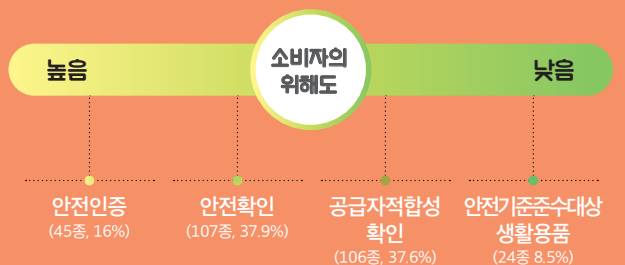 높음
소비자의
위해도
낮음
안전인증
(45종, 16%)
안전확인
(107종, 37.9%)
공급자적합성
확인
(106종, 37.6%)
안전기준준수대상
생활용품
(24종 8.5%)